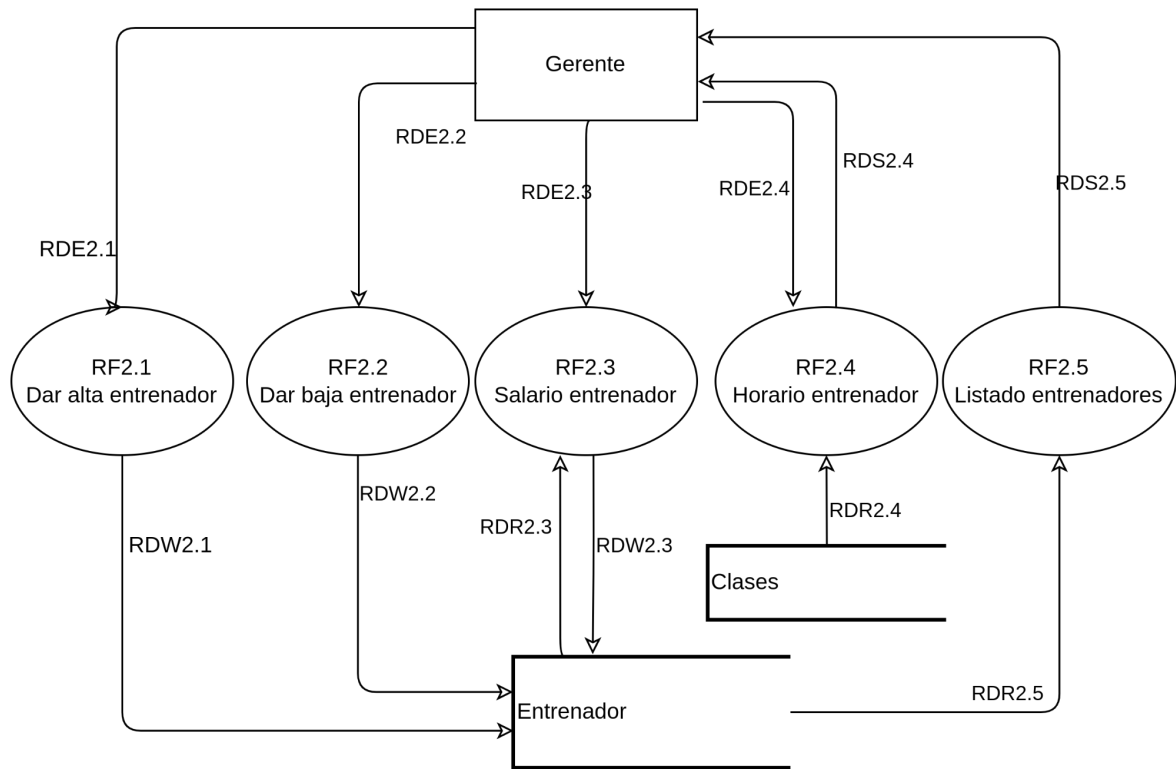 Gerente
RDE2.2
RDS2.4
RDS2.5
RDE2.3
RDE2.4
RDE2.1
RF2.1
Dar alta entrenador
RF2.2
Dar baja entrenador
RF2.3
Salario entrenador
RF2.4
Horario entrenador
RF2.5
Listado entrenadores
RDW2.2
RDR2.4
RDR2.3
RDW2.1
RDW2.3
Clases
RDR2.5
Entrenador